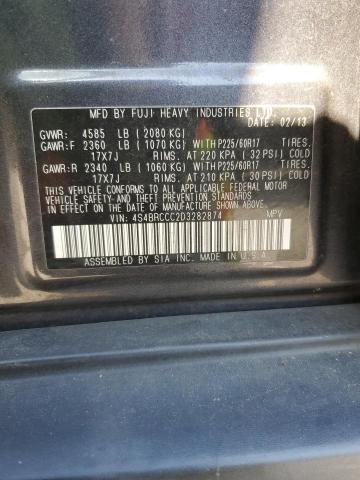 MFD BY FUJI HEAVY INDUSTRIES LTD.
DATE: 02/13
GVWR: 4585 LB (2080 KG)
GAWR:F 2360 LB (1070 KG) WITH P225/60R17 TIRES.
17X7J RIMS. AT 220 KPA (32 PSI) COLD
GAWR:R 2340 LB (1060 KG) WITH P225/60R17 TIRES.
17X7J RIMS. AT 210 KPA (30 PSI) COLD
THIS VEHICLE CONFORMS TO ALL APPLICABLE FEDERAL MOTOR
VEHICLE SAFETY AND THEFT PREVENTION STANDARDS IN
EFFECT ON THE DATE OF MANUFACTURE SHOWN ABOVE.
VIN: 4S4BRCCC2D3282874 MPV
ASSEMBLED BY SIA INC. MADE IN U.S.A.